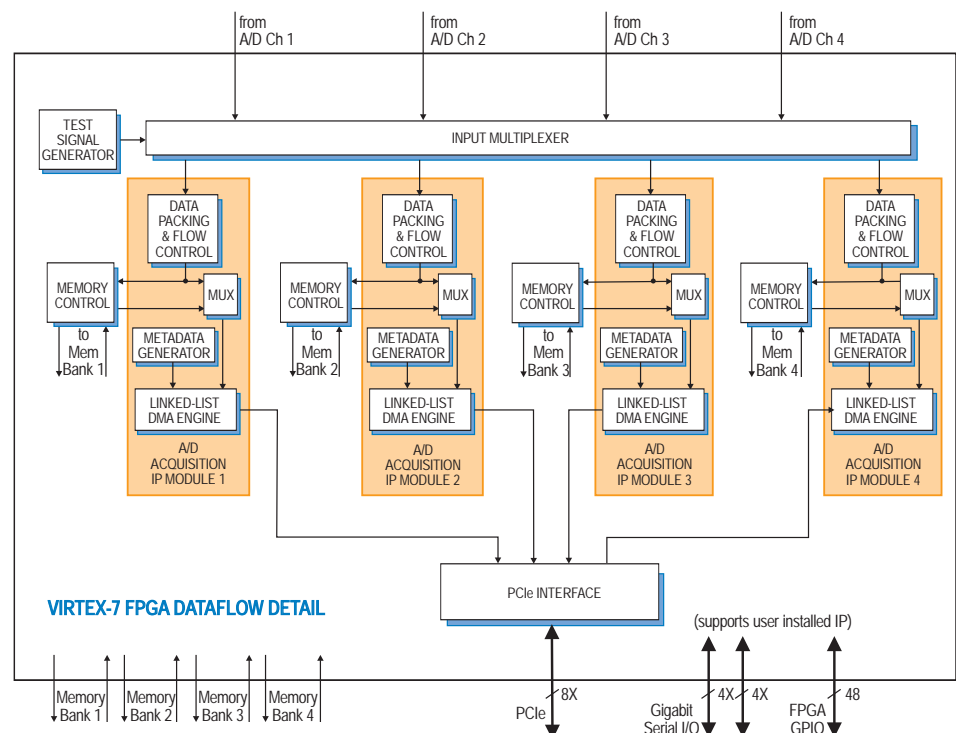 from
A/D Ch 1
from
A/D Ch 2
from
A/D Ch 3
from
A/D Ch 4
TEST
SIGNAL
GENERATOR
INPUT MULTIPLEXER
DATA
PACKING
& FLOW
CONTROL
DATA
PACKING
& FLOW
CONTROL
DATA
PACKING
& FLOW
CONTROL
DATA
PACKING
& FLOW
CONTROL
MEMORY
CONTROL
MUX
MEMORY
CONTROL
MUX
MEMORY
CONTROL
MUX
MEMORY
CONTROL
MUX
to
Mem
Bank 1
METADATA
GENERATOR
to
Mem
Bank 2
METADATA
GENERATOR
to
Mem
Bank 3
METADATA
GENERATOR
to
Mem
Bank 4
METADATA
GENERATOR
LINKED-LIST
DMA ENGINE
LINKED-LIST
DMA ENGINE
LINKED-LIST
DMA ENGINE
LINKED-LIST
DMA ENGINE
A/D
ACQUISITION
IP MODULE 1
A/D
ACQUISITION
IP MODULE 2
A/D
ACQUISITION
IP MODULE 3
A/D
ACQUISITION
IP MODULE 4
PCIe INTERFACE
VIRTEX-7 FPGA DATAFLOW DETAIL
(supports user installed IP)
Memory
Bank 1
Memory
Bank 2
Memory
Bank 3
Memory
Bank 4
8X
PCIe
4X
4X
Gigabit
Serial I/O
48
FPGA
GPIO